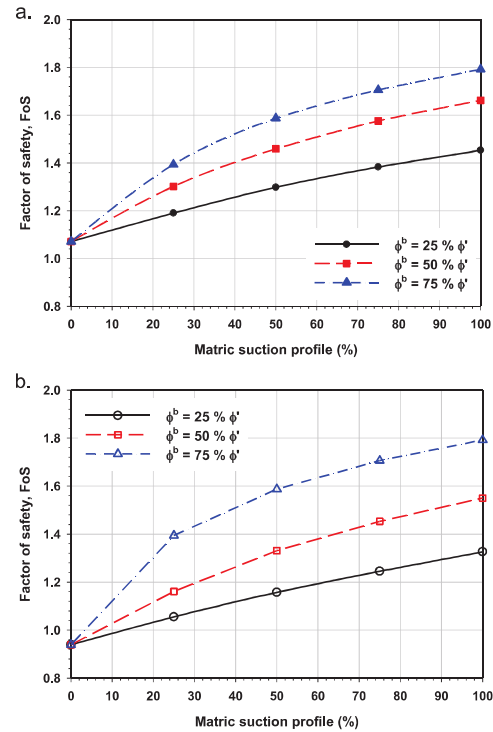 a.
2.0
1.8
1.6
1.4
1.2
1.0
0.8
Factor of safety, FoS
ϕᵇ = 25 % ϕ'
ϕᵇ = 50 % ϕ'
ϕᵇ = 75 % ϕ'
0 10 20 30 40 50 60 70 80 90 100
Matric suction profile (%)
b.
2.0
1.8
1.6
1.4
1.2
1.0
0.8
Factor of safety, FoS
ϕᵇ = 25 % ϕ'
ϕᵇ = 50 % ϕ'
ϕᵇ = 75 % ϕ'
0 10 20 30 40 50 60 70 80 90 100
Matric suction profile (%)